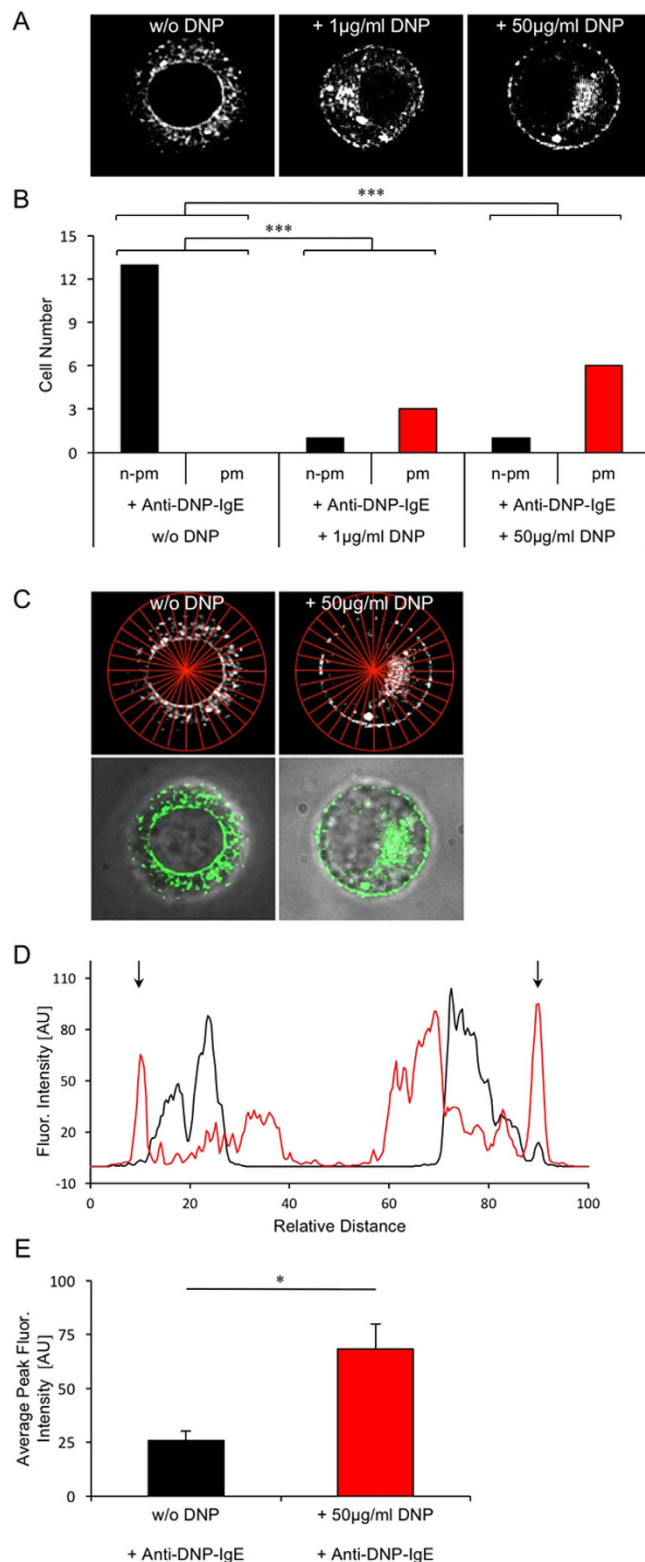 A
w/o DNP + 1µg/ml DNP + 50µg/ml DNP
B
***
***
15
12
9
6
3
0
Cell Number
n-pm pm n-pm pm n-pm pm
+ Anti-DNP-IgE + Anti-DNP-IgE + Anti-DNP-IgE
w/o DNP + 1µg/ml DNP + 50µg/ml DNP
C
w/o DNP + 50µg/ml DNP
D
110
80
50
20
-10
Fluor. Intensity [AU]
0 20 40 60 80 100
Relative Distance
E
*
100
75
50
25
0
Average Peak Fluor.
Intensity [AU]
w/o DNP + 50µg/ml DNP
+ Anti-DNP-IgE + Anti-DNP-IgE